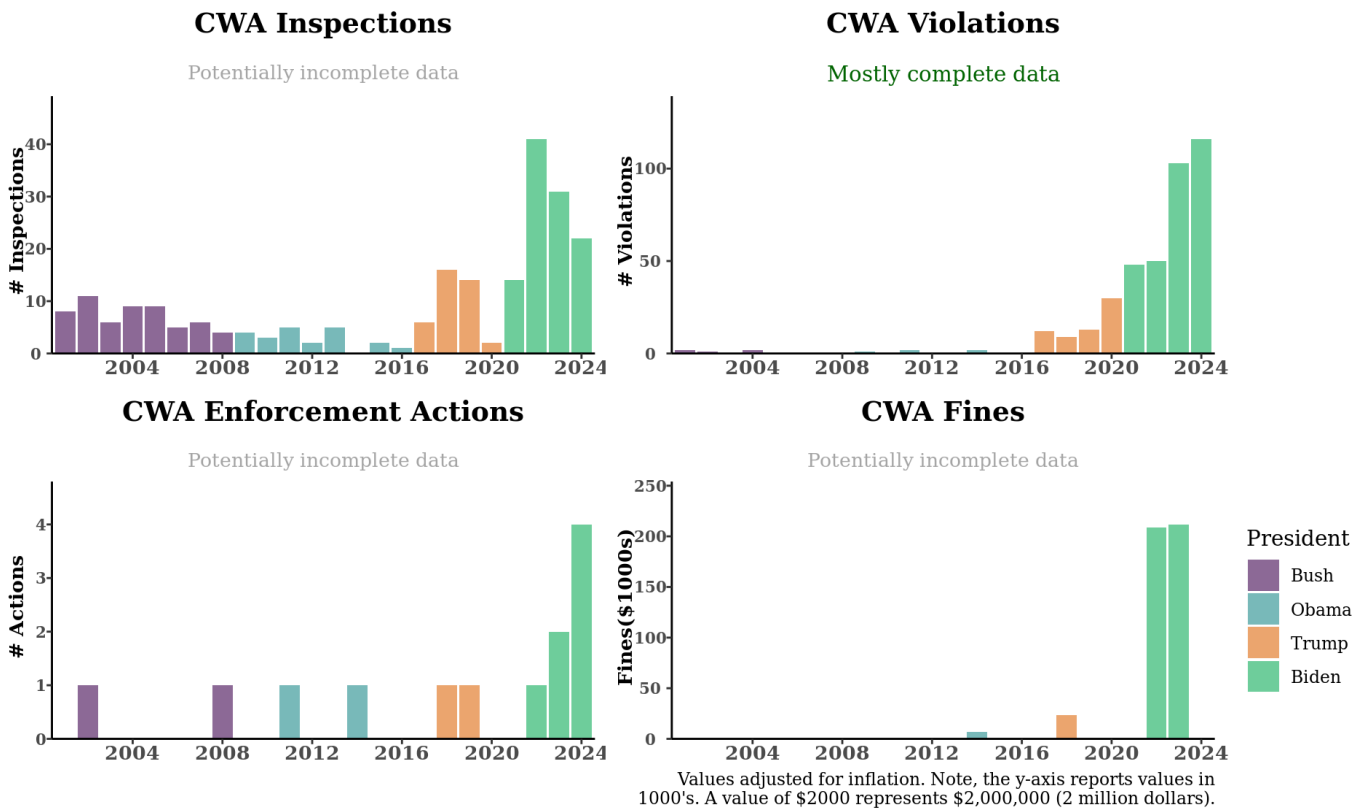 CWA Inspections
Potentially incomplete data
# Inspections
40
30
20
10
0
2004 2008 2012 2016 2020 2024
CWA Violations
Mostly complete data
# Violations
100
50
0
2004 2008 2012 2016 2020 2024
CWA Enforcement Actions
Potentially incomplete data
# Actions
4
3
2
1
0
2004 2008 2012 2016 2020 2024
CWA Fines
Potentially incomplete data
Fines($1000s)
250
200
150
100
50
0
2004 2008 2012 2016 2020 2024
President
Bush
Obama
Trump
Biden
Values adjusted for inflation. Note, the y-axis reports values in
1000's. A value of $2000 represents $2,000,000 (2 million dollars).